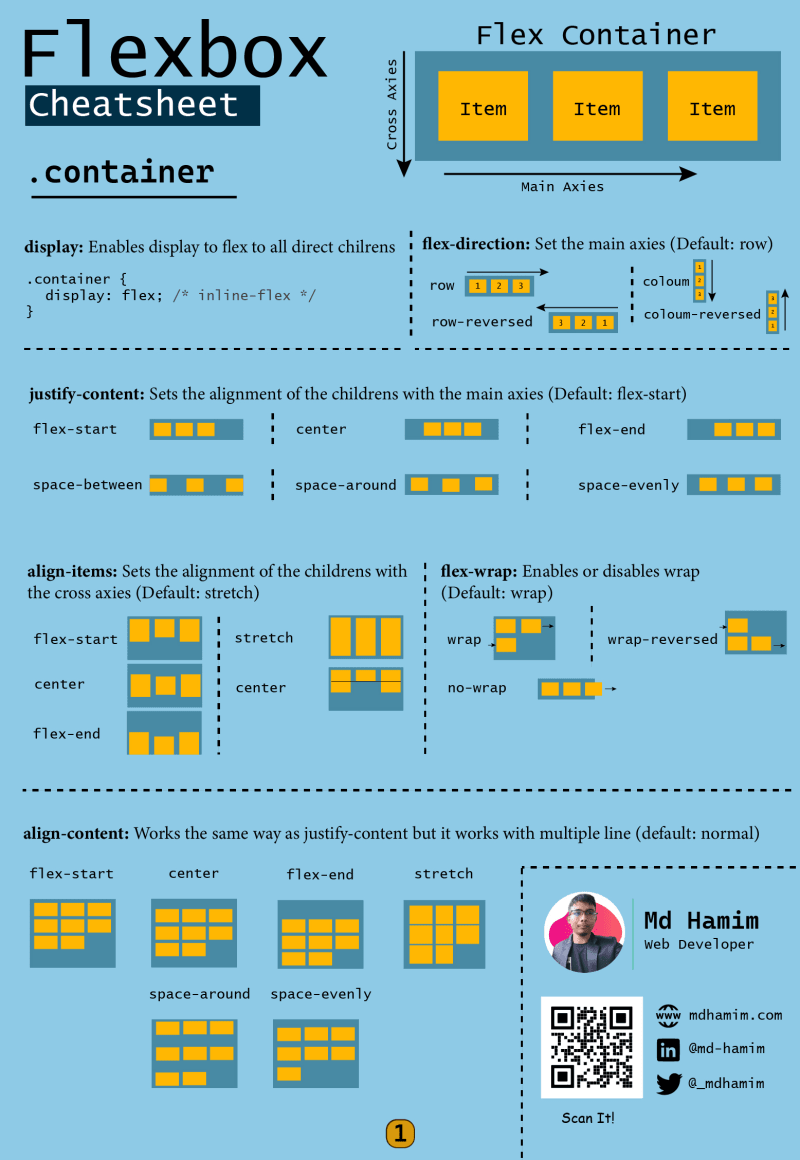 Flexbox
Cheatsheet
.container
Flex Container
Cross Axies
Item
Item
Item
Main Axies
display: Enables display to flex to all direct chilrens
.container {
display: flex; /* inline-flex */
}
flex-direction: Set the main axies (Default: row)
row
1 2 3
row-reversed
3 2 1
coloum
1
2
3
coloum-reversed
3
2
1
justify-content: Sets the alignment of the childrens with the main axies (Default: flex-start)
flex-start
center
flex-end
space-between
space-around
space-evenly
align-items: Sets the alignment of the childrens with
the cross axies (Default: stretch)
flex-start
center
flex-end
stretch
center
flex-wrap: Enables or disables wrap
(Default: wrap)
wrap
wrap-reversed
no-wrap
align-content: Works the same way as justify-content but it works with multiple line (default: normal)
flex-start
center
flex-end
stretch
space-around
space-evenly
Md Hamim
Web Developer
www
mdhamim.com
in
@md-hamim
@_mdhamim
Scan It!
1